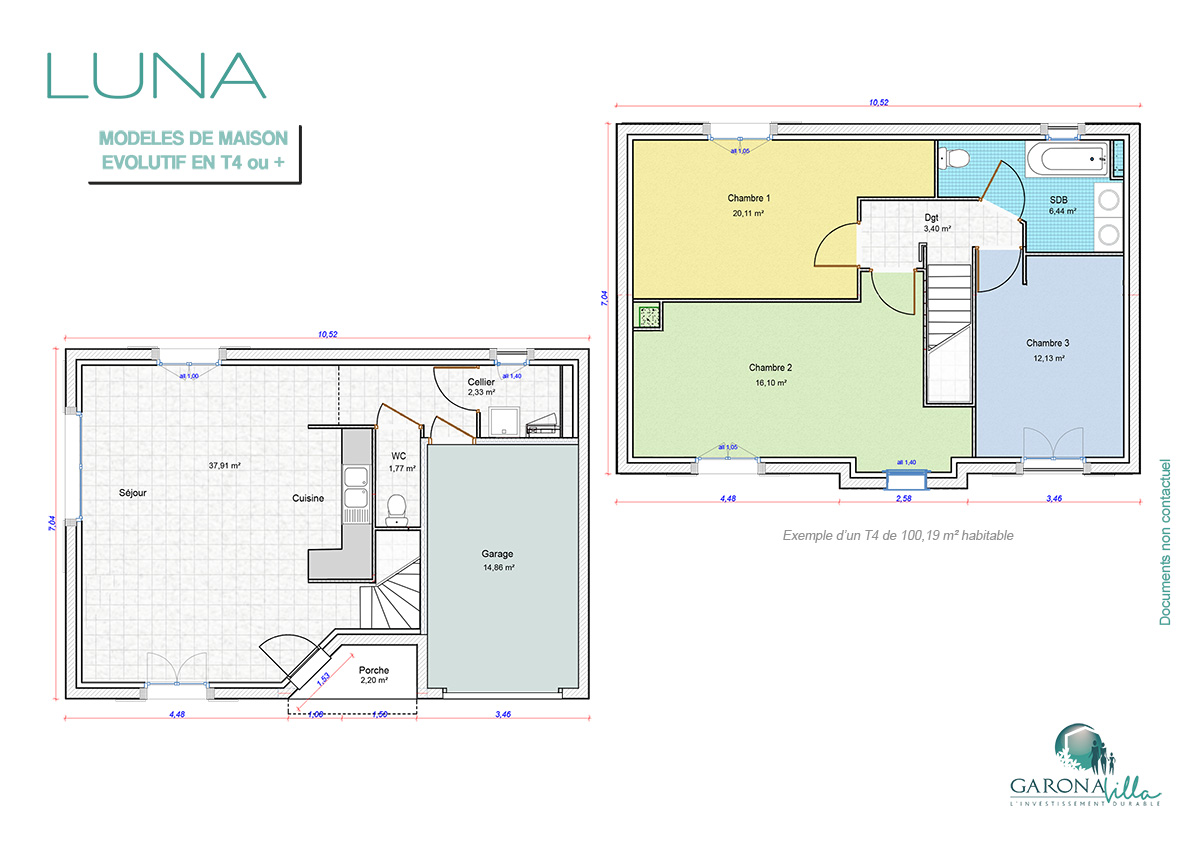 LUNA
MODELES DE MAISON
EVOLUTIF EN T4 ou +
10,52
7,04
all 1,05
Chambre 1
20,11 m²
SDB
6,44 m²
Dgt
3,40 m²
Chambre 2
16,10 m²
Chambre 3
12,13 m²
all 1,05
all 1,40
4,48
2,58
3,46
Exemple d'un T4 de 100,19 m² habitable
10,52
7,04
all 1,00
all 1,40
Cellier
2,33 m²
WC
1,77 m²
37,91 m²
Séjour
Cuisine
Garage
14,86 m²
Porche
2,20 m²
1,53
4,48
1,08
1,50
3,46
Documents non contactuel
GARONA Villa
L'INVESTISSEMENT DURABLE